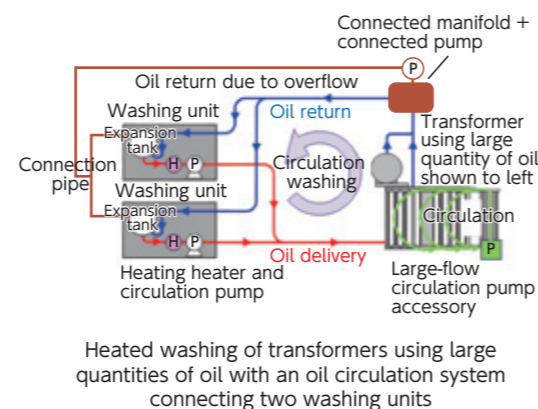 Connected manifold +
connected pump
P
Oil return due to overflow
Oil return
Washing unit
Expansion
tank
H P
Connection
pipe
Circulation
washing
Transformer
using large
quantity of oil
shown to left
Washing unit
Expansion
tank
H P
Circulation
P
Oil delivery
Heating heater and
circulation pump
Large-flow
circulation pump
accessory
Heated washing of transformers using large
quantities of oil with an oil circulation system
connecting two washing units